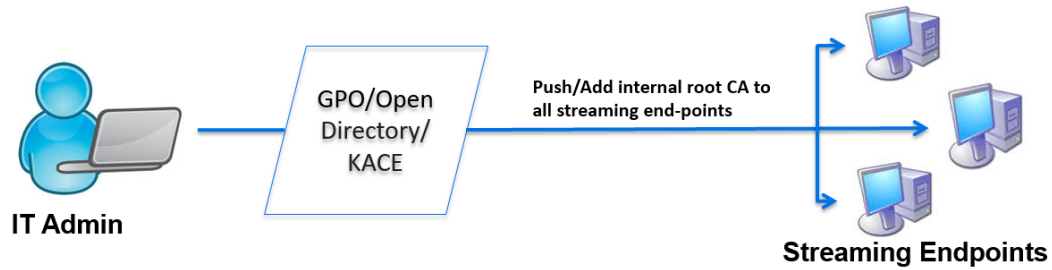 GPO/Open
Directory/
KACE
Push/Add internal root CA to
all streaming end-points
IT Admin
Streaming Endpoints